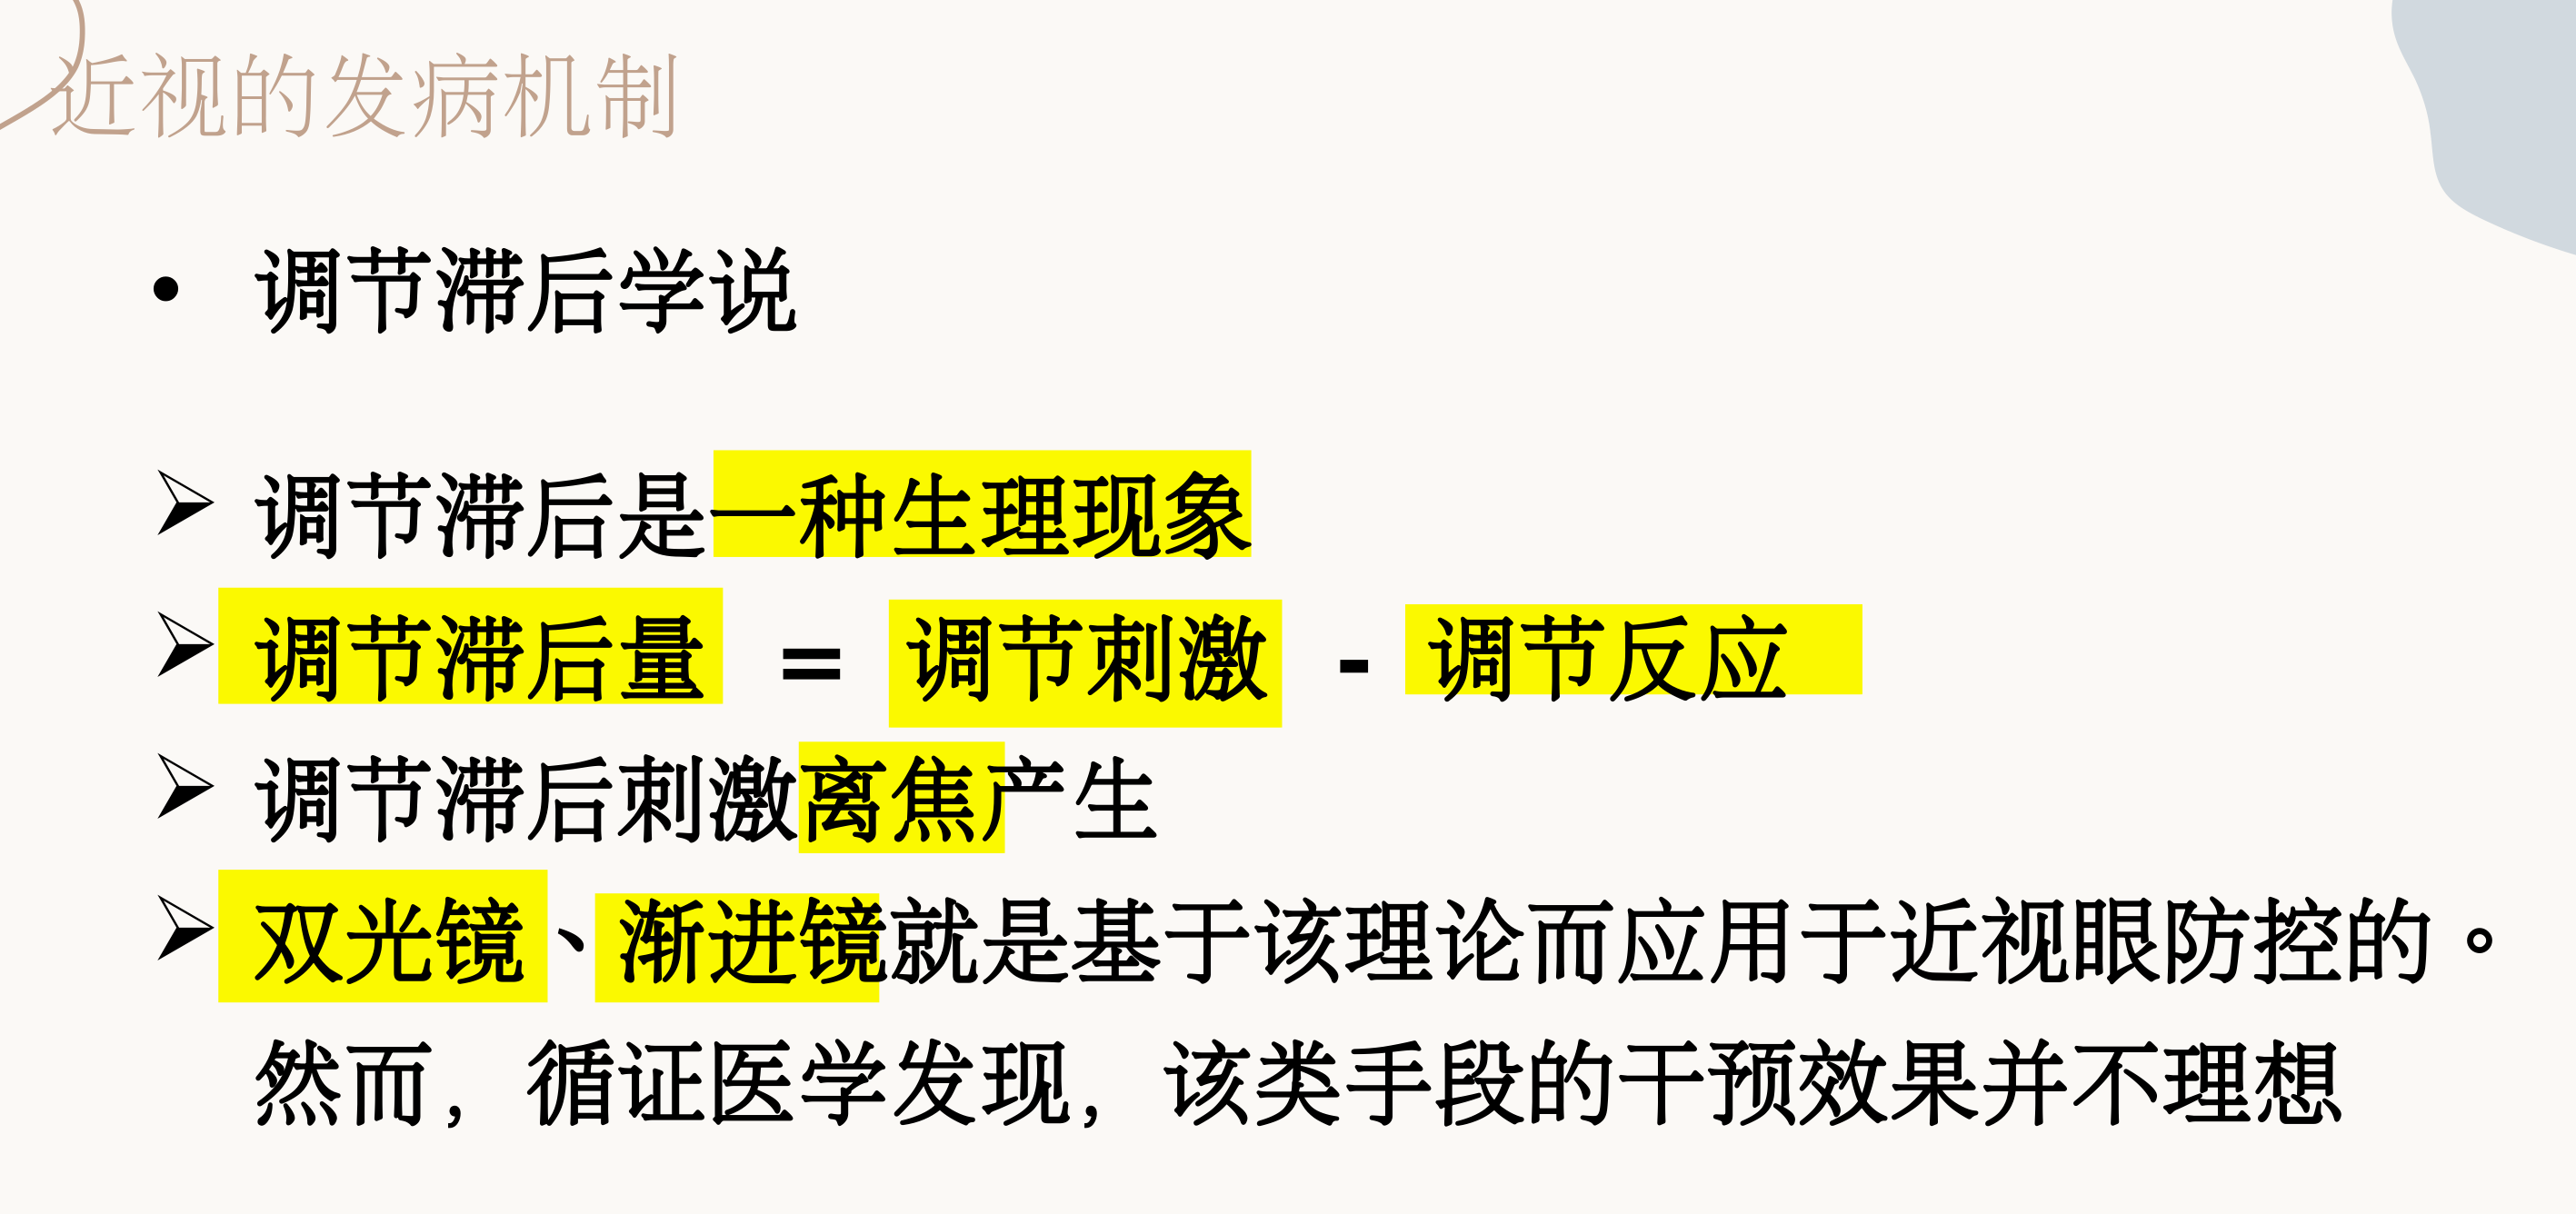 近视的发病机制
• 调节滞后学说
➢ 调节滞后是一种生理现象
➢ 调节滞后量 = 调节刺激 - 调节反应
➢ 调节滞后刺激离焦产生
➢ 双光镜、渐进镜就是基于该理论而应用于近视眼防控的。
然而，循证医学发现，该类手段的干预效果并不理想